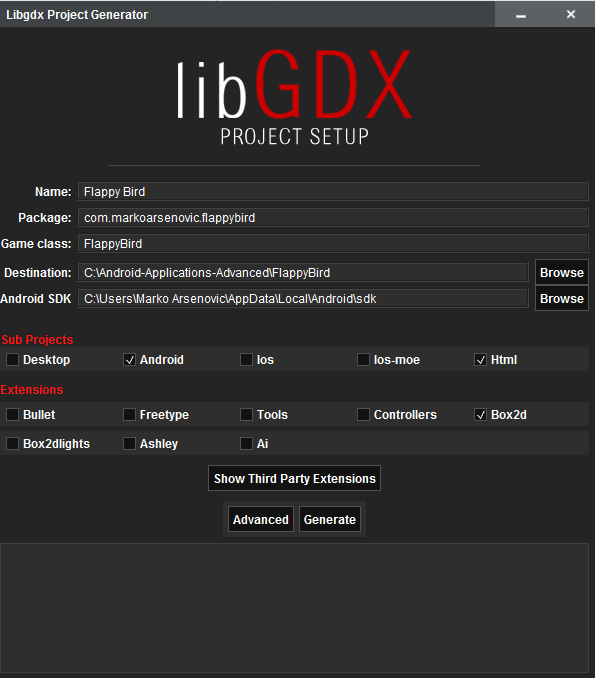 Libgdx Project Generator
libGDX
PROJECT SETUP
Name: Flappy Bird
Package: com.markoarsenovic.flappybird
Game class: FlappyBird
Destination: C:\Android-Applications-Advanced\FlappyBird Browse
Android SDK C:\Users\Marko Arsenovic\AppData\Local\Android\sdk Browse
Sub Projects
Desktop Android Ios Ios-moe Html
Extensions
Bullet Freetype Tools Controllers Box2d
Box2dlights Ashley Ai
Show Third Party Extensions
Advanced Generate